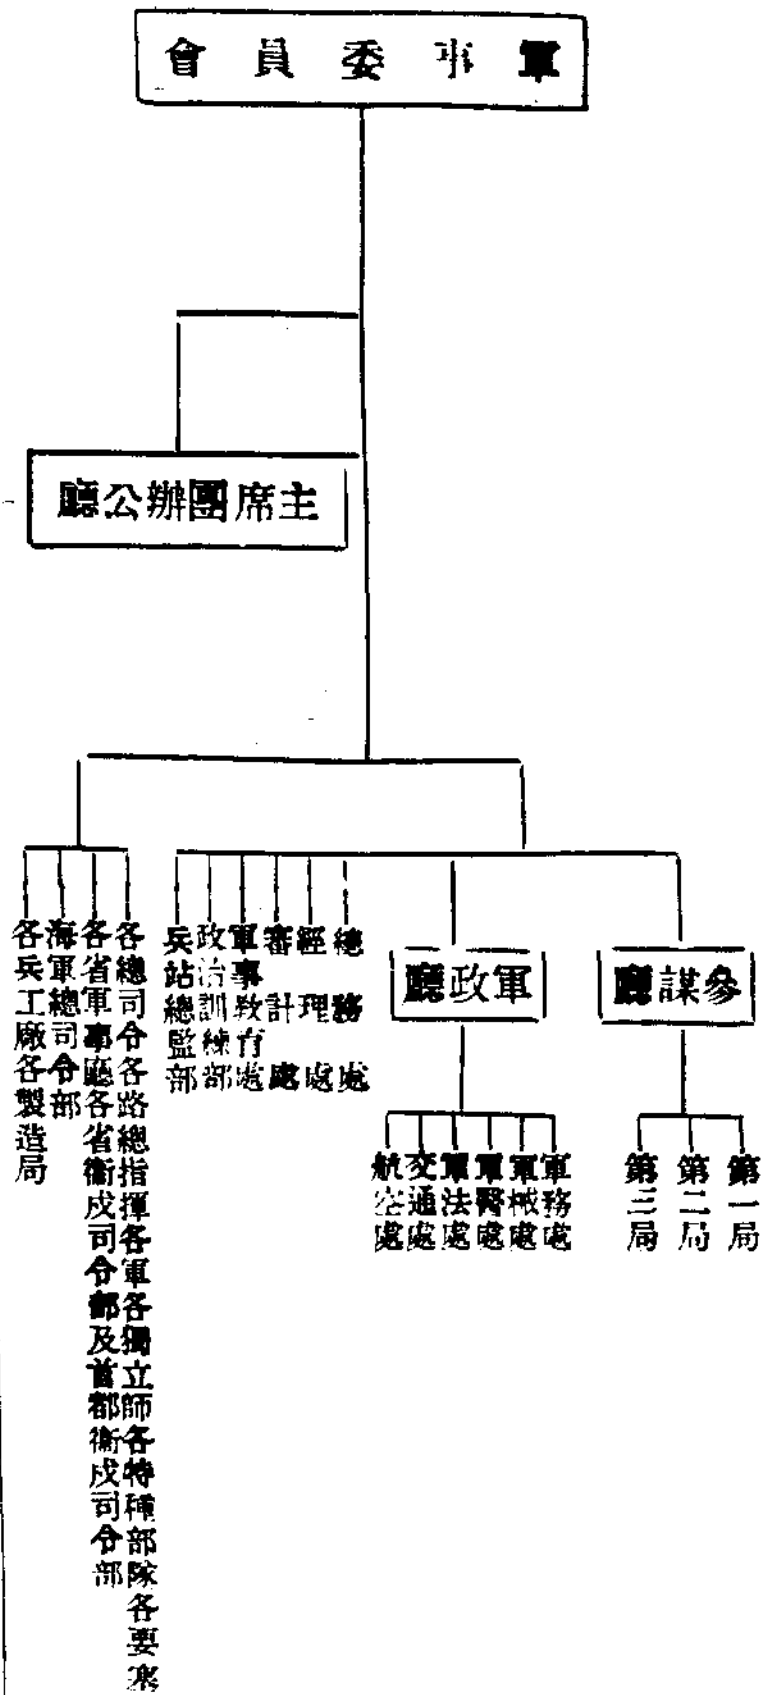 軍事委員會
主席團辦公廳
參謀廳
第一局
第二局
第三局
軍政廳
軍務處
軍械處
軍醫處
軍法處
交通處
航空處
總務處
經理處
審計處
軍事教育處
政治訓練部
兵站總監部
各總司令各路總指揮各軍各獨立師各特種部隊各要塞
各省軍事廳各省衞戍司令部及首都衞戍司令部
海軍總司令部
各兵工廠各製造局